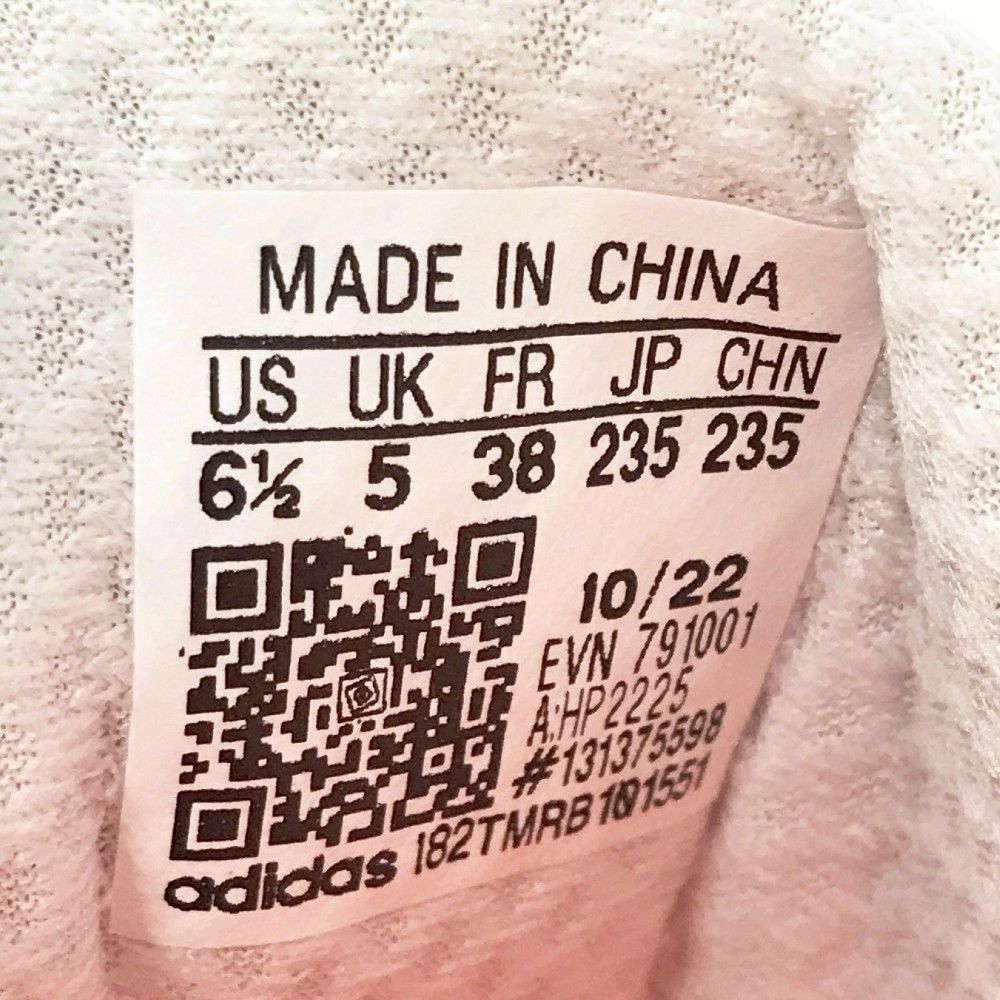 MADE IN CHINA
US UK FR JP CHN
6½ 5 38 235 235
10/22
EVN 791001
A:HP2225
#131375598
adidas 182TMRB101551